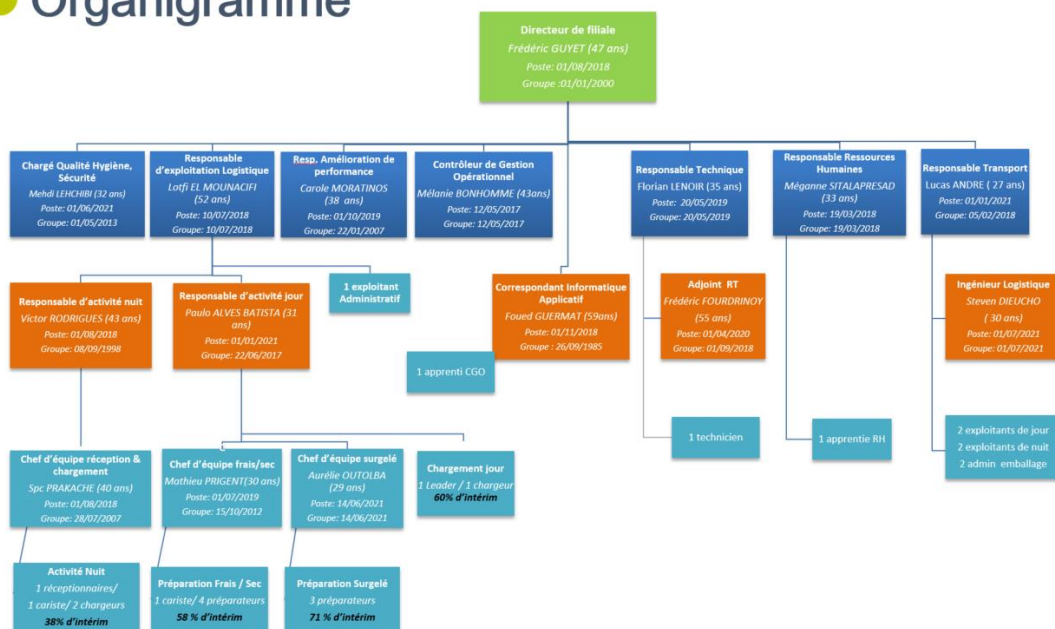 Organigramme
Directeur de filiale
Frédéric GUYET (47 ans)
Poste: 01/08/2018
Groupe :01/01/2000
Chargé Qualité Hygiène,
Sécurité
Mehdi LEHCHIBI (32 ans)
Poste: 01/06/2021
Groupe: 01/05/2013
Responsable
d'exploitation Logistique
Lotfi EL MOUNACIFI
(52 ans)
Poste: 10/07/2018
Groupe: 10/07/2018
Resp. Amélioration de
performance
Carole MORATINOS
(38 ans)
Poste: 01/10/2019
Groupe: 22/01/2007
Contrôleur de Gestion
Opérationnel
Mélanie BONHOMME (43ans)
Poste: 12/05/2017
Groupe: 12/05/2017
Responsable Technique
Florian LENOIR (35 ans)
Poste: 20/05/2019
Groupe: 20/05/2019
Responsable Ressources
Humaines
Méganne SITALAPRESAD
(33 ans)
Poste: 19/03/2018
Groupe: 19/03/2018
Responsable Transport
Lucas ANDRE ( 27 ans)
Poste: 01/01/2021
Groupe: 05/02/2018
Responsable d'activité nuit
Victor RODRIGUES (43 ans)
Poste: 01/08/2018
Groupe: 08/09/1998
Responsable d'activité jour
Paulo ALVES BATISTA (31
ans)
Poste: 01/01/2021
Groupe: 22/06/2017
1 exploitant
Administratif
Correspondant Informatique
Applicatif
Foued GUERMAT (59ans)
Poste: 01/11/2018
Groupe : 26/09/1985
Adjoint RT
Frédéric FOURDRINOY
(55 ans)
Poste: 01/04/2020
Groupe: 01/09/2018
Ingénieur Logistique
Steven DIEUCHO
( 30 ans)
Poste: 01/07/2021
Groupe: 01/07/2021
1 apprenti CGO
1 technicien
1 apprentie RH
2 exploitants de jour
2 exploitants de nuit
2 admin emballage
Chef d'équipe réception &
chargement
Spc PRAKACHE (40 ans)
Poste: 01/08/2018
Groupe: 28/07/2007
Chef d'équipe frais/sec
Mathieu PRIGENT(30 ans)
Poste: 01/07/2019
Groupe: 15/10/2012
Chef d'équipe surgelé
Aurélie OUTOLBA
(29 ans)
Poste: 14/06/2021
Groupe: 14/06/2021
Chargement jour
1 Leader / 1 chargeur
60% d'intérim
Activité Nuit
1 réceptionnaires/
1 cariste/ 2 chargeurs
38% d'intérim
Préparation Frais / Sec
1 cariste/ 4 préparateurs
58 % d'intérim
Préparation Surgelé
3 préparateurs
71 % d'intérim